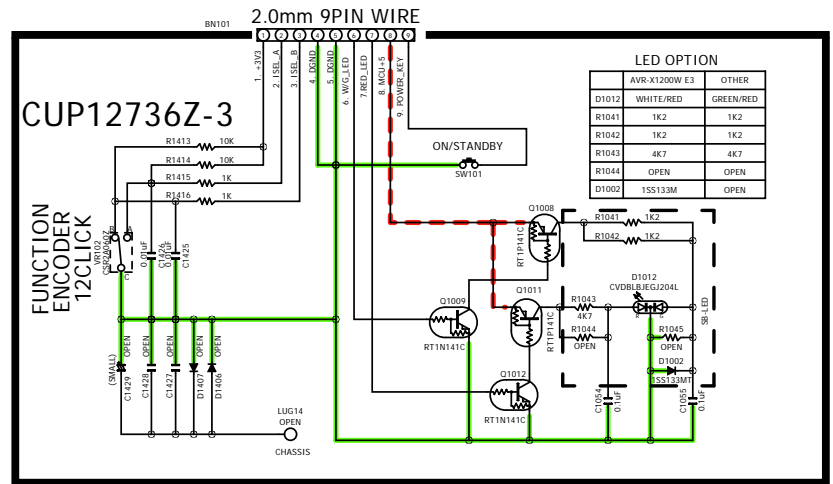 2.0mm 9PIN WIRE
BN101
1 2 3 4 5 6 7 8 9
1. +3V3
2. ISEL_A
3. ISEL_B
4. DGND
5. DGND
6. W/G_LED
7.RED_LED
8. MCU+5
9. POWER_KEY
CUP12736Z-3
LED OPTION
AVR-X1200W E3 OTHER
D1012 WHITE/RED GREEN/RED
R1041 1K2 1K2
R1042 1K2 1K2
R1043 4K7 4K7
R1044 OPEN OPEN
D1002 1SS133M OPEN
R1413 10K
R1414 10K
R1415 1K
R1416 1K
ON/STANDBY
SW101
FUNCTION
ENCODER
12CLICK
VR102
B A
C
0.01uF
C1426
0.01uF
C1425
Q1008
RT1P141C
R1041 1K2
R1042 1K2
Q1009
RT1N141C
Q1011
RT1P141C
D1012
CVDBLBJEGJ204L
R1043
4K7
R1044
OPEN
R1045
OPEN
D1002
1SS133MT
SB-LED
Q1012
RT1N141C
C1054
0.1uF
C1055
0.1uF
(SMALL)
OPEN
C1429
OPEN
C1428
OPEN
C1427
OPEN
D1407
OPEN
D1406
LUG14
OPEN
CHASSIS